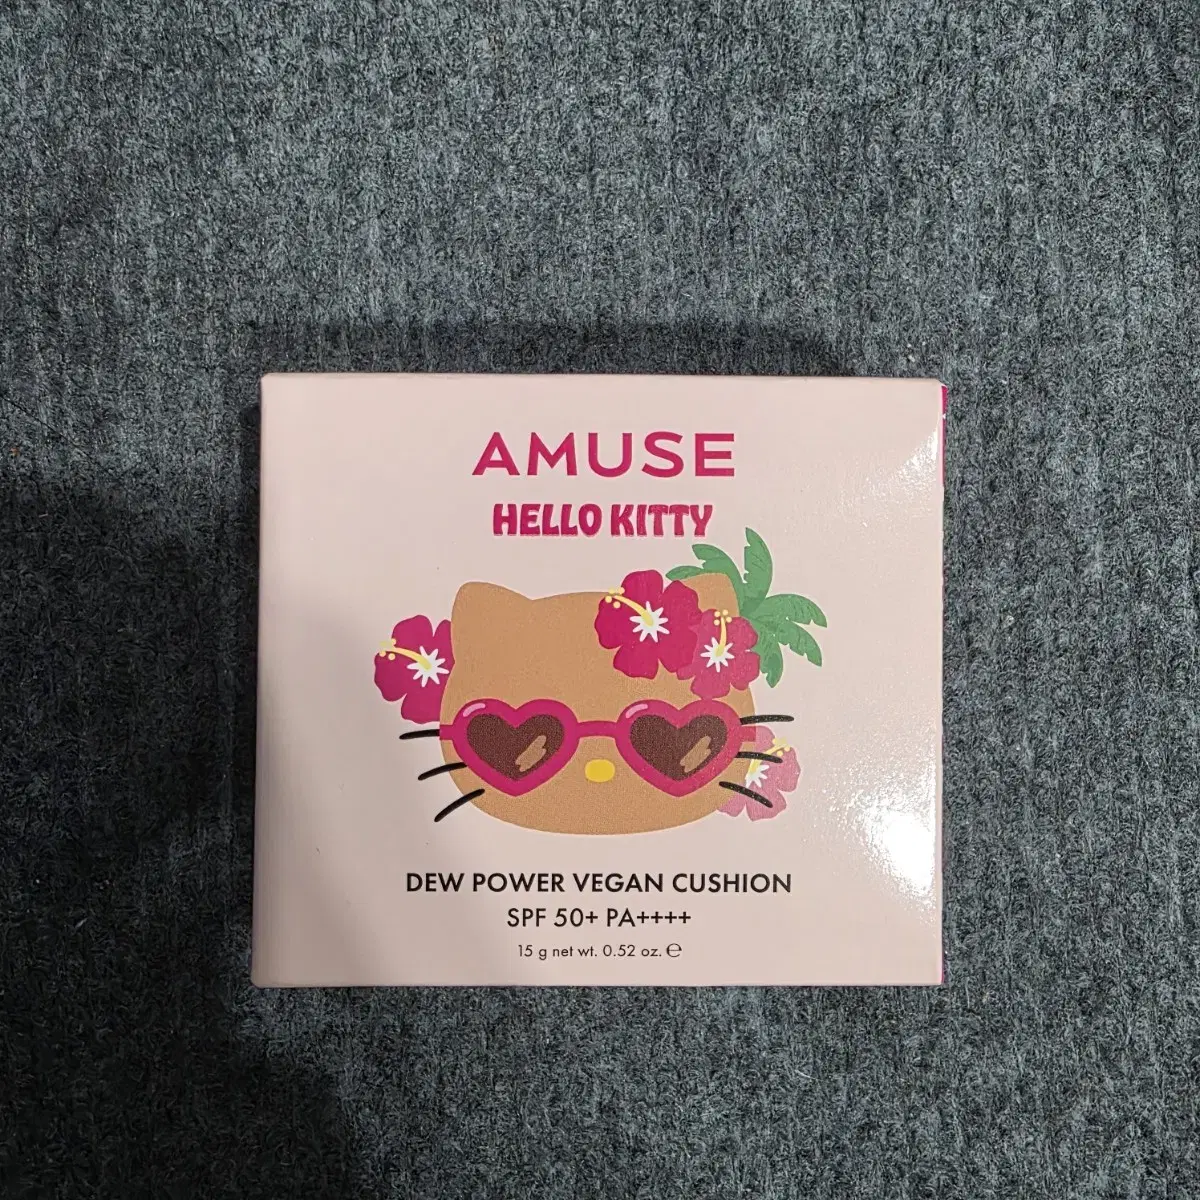 AMUSE
HELLO KITTY
DEW POWER VEGAN CUSHION
SPF 50+ PA++++
15 g net wt. 0.52 oz. ℮